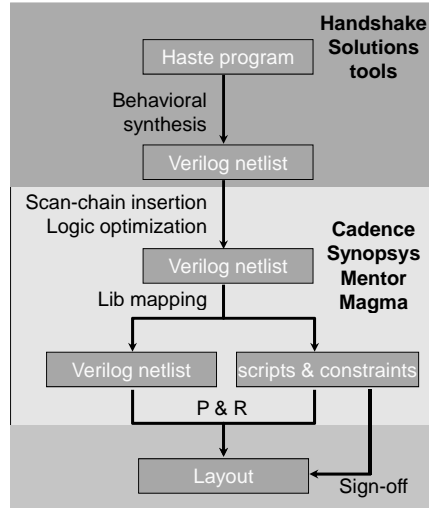 Handshake
Solutions
tools
Haste program
Behavioral
synthesis
Verilog netlist
Scan-chain insertion
Logic optimization
Cadence
Synopsys
Mentor
Magma
Verilog netlist
Lib mapping
Verilog netlist
scripts & constraints
P & R
Layout
Sign-off